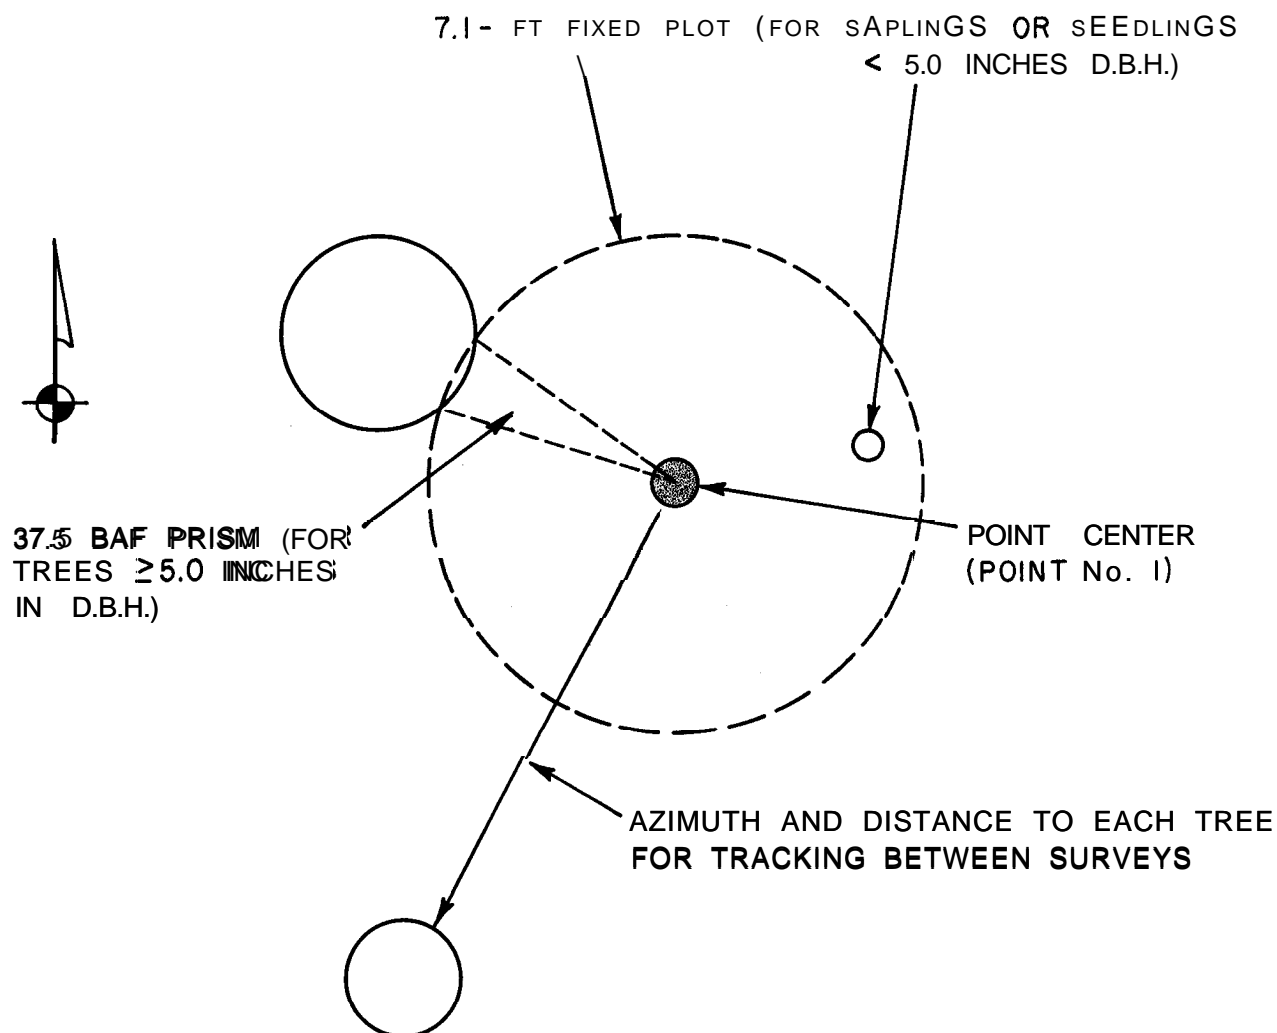 7.1- FT FIXED PLOT (FOR SAPLINGS OR SEEDLINGS
< 5.0 INCHES D.B.H.)
37.5 BAF PRISM (FOR
TREES ≥5.0 INCHES
IN D.B.H.)
POINT CENTER
(POINT No. 1)
AZIMUTH AND DISTANCE TO EACH TREE
FOR TRACKING BETWEEN SURVEYS